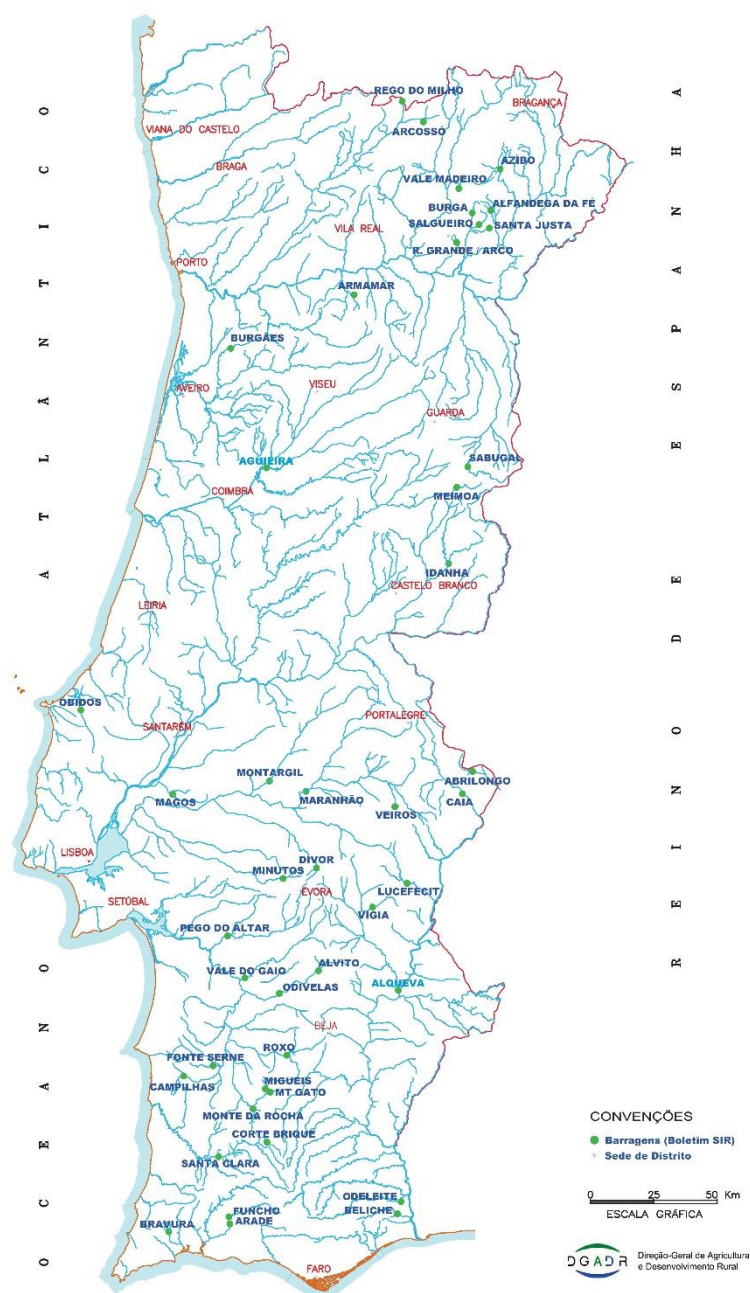 REGO DO MILHO
BRAGANÇA
ARCOSSO
VIANA DO CASTELO
BRAGA
AZIBO
VALE MADEIRO
BURGA
ALFANDEGA DA FÉ
SALGUEIRO
SANTA JUSTA
VILA REAL
R. GRANDE / ARCO
PORTO
ARMAMAR
BURGÃES
AVEIRO
VISEU
GUARDA
AGUIEIRA
SABUGAL
COIMBRA
MEIMOA
IDANHA
CASTELO BRANCO
LEIRIA
OBIDOS
SANTARÉM
PORTALEGRE
MONTARGIL
ABRILONGO
MAGOS
MARANHÃO
CAIA
VEIROS
LISBOA
DIVOR
MINUTOS
LUCEFECIT
ÉVORA
SETÚBAL
VIGIA
PEGO DO ALTAR
ALVITO
VALE DO GAIO
ODIVELAS
ALQUEVA
BEJA
ROXO
FONTE SERNE
CAMPILHAS
MIGUEIS
MT GATO
MONTE DA ROCHA
CORTE BRIQUE
SANTA CLARA
ODELEITE
BELICHE
FUNCHO
ARADE
BRAVURA
FARO
OCEANO ATLÂNTICO
REINO DE ESPANHA
CONVENÇÕES
Barragens (Boletim SIR)
Sede de Distrito
0 25 50 Km
ESCALA GRÁFICA
DGADR
Direção-Geral de Agricultura
e Desenvolvimento Rural